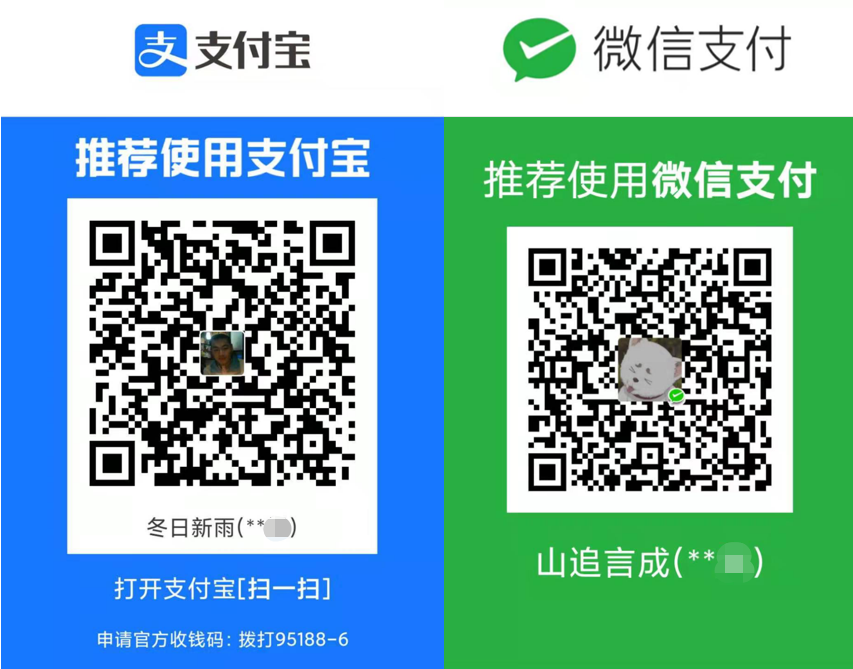 支付宝
推荐使用支付宝
冬日新雨(**)
打开支付宝[扫一扫]
申请官方收钱码：拨打95188-6
微信支付
推荐使用微信支付
山追言成(**)